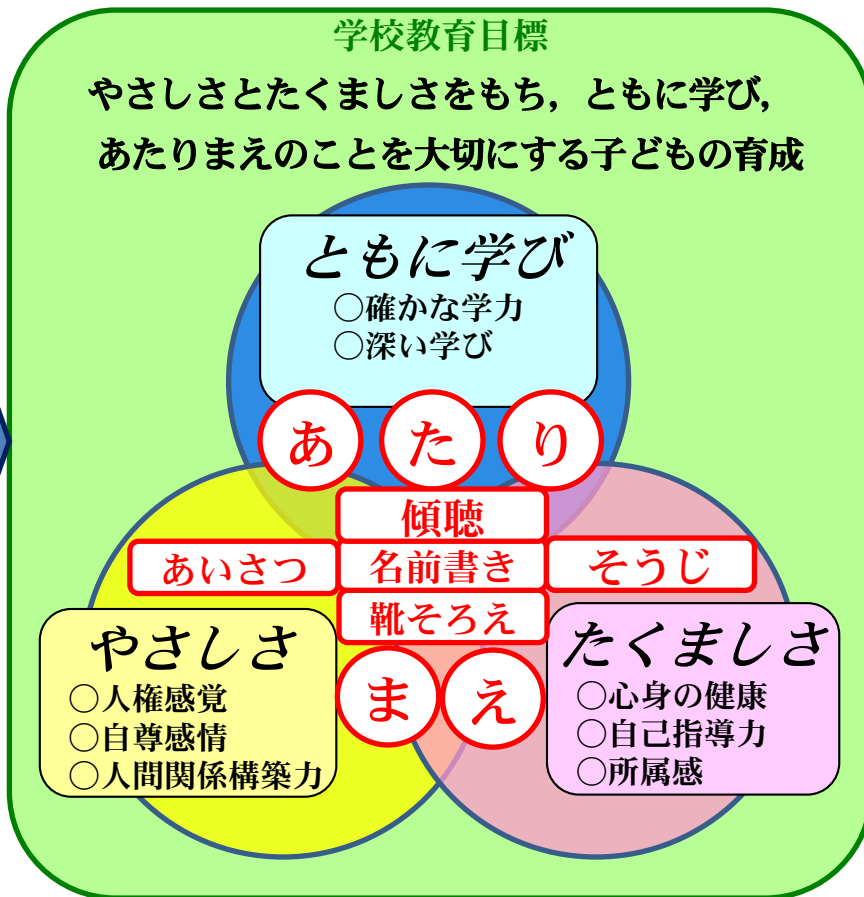 学校教育目標
やさしさとたくましさをもち，ともに学び，
あたりまえのことを大切にする子どもの育成
ともに学び
○確かな学力
○深い学び
あたり
傾聴
あいさつ
名前書き
そうじ
靴そろえ
まえ
やさしさ
○人権感覚
○自尊感情
○人間関係構築力
たくましさ
○心身の健康
○自己指導力
○所属感